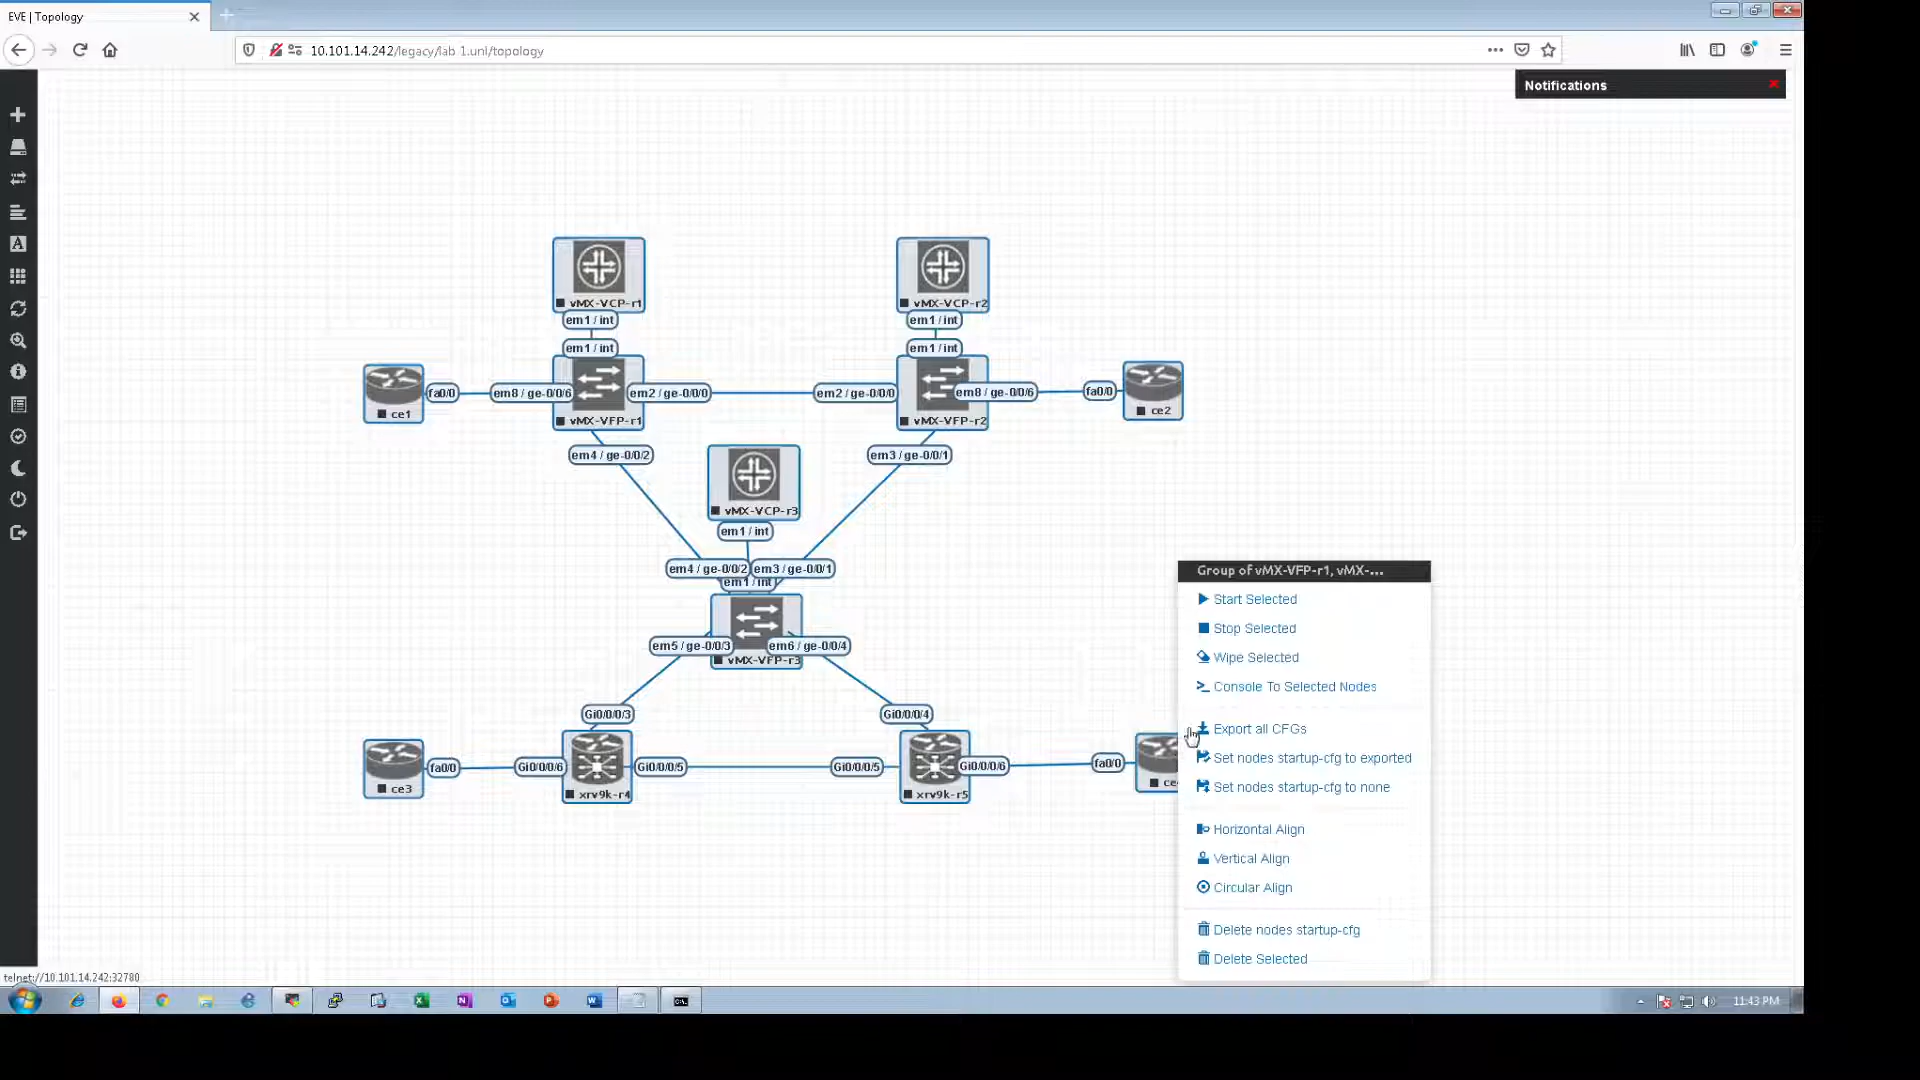 EVE | Topology
10.101.14.242/legacy/lab 1.unl/topology
Notifications
vMX-VCP-r1
vMX-VCP-r2
em1 / int
em1 / int
em1 / int
em1 / int
ce1
fa0/0
em8 / ge-0/0/6
em2 / ge-0/0/0
em2 / ge-0/0/0
em8 / ge-0/0/6
fa0/0
ce2
vMX-VFP-r1
vMX-VFP-r2
em4 / ge-0/0/2
em3 / ge-0/0/1
vMX-VCP-r3
em1 / int
em4 / ge-0/0/2
em3 / ge-0/0/1
em1 / int
em5 / ge-0/0/3
em6 / ge-0/0/4
vMX-VFP-r3
Gi0/0/0/3
Gi0/0/0/4
fa0/0
Gi0/0/0/6
Gi0/0/0/5
Gi0/0/0/5
Gi0/0/0/6
fa0/0
ce3
xrv9k-r4
xrv9k-r5
Group of vMX-VFP-r1, vMX-...
Start Selected
Stop Selected
Wipe Selected
Console To Selected Nodes
Export all CFGs
Set nodes startup-cfg to exported
Set nodes startup-cfg to none
Horizontal Align
Vertical Align
Circular Align
Delete nodes startup-cfg
Delete Selected
telnet://10.101.14.242:32780
11:43 PM